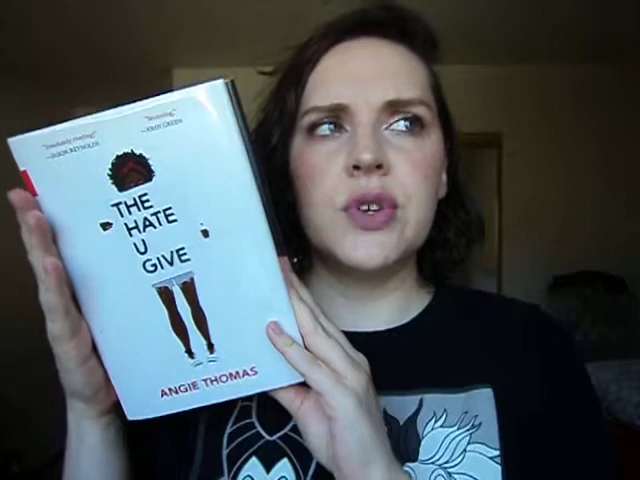 "Absolutely riveting!"
—JASON REYNOLDS
"Stunning."
—JOHN GREEN
THE
HATE
U
GIVE
ANGIE THOMAS